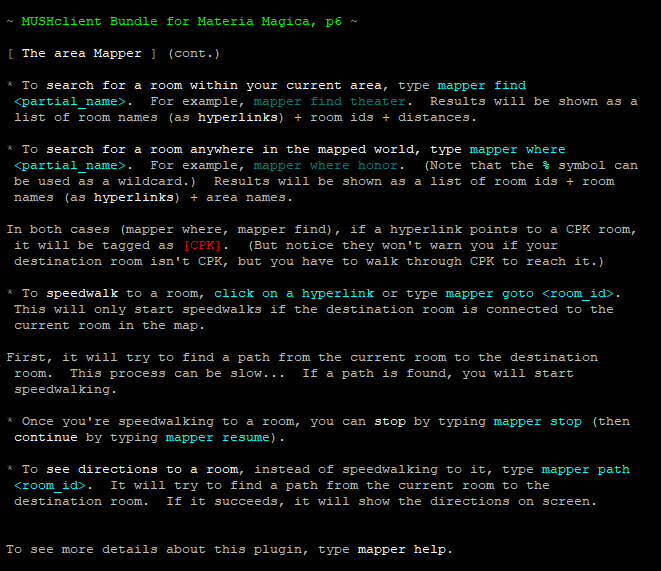 ~ MUSHclient Bundle for Materia Magica, p6 ~
[ The area Mapper ] (cont.)
* To search for a room within your current area, type mapper find
<partial_name>.  For example, mapper find theater.  Results will be shown as a
list of room names (as hyperlinks) + room ids + distances.
* To search for a room anywhere in the mapped world, type mapper where
<partial_name>.  For example, mapper where honor.  (Note that the % symbol can
be used as a wildcard.)  Results will be shown as a list of room ids + room
names (as hyperlinks) + area names.
In both cases (mapper where, mapper find), if a hyperlink points to a CPK room,
it will be tagged as [CPK].  (But notice they won't warn you if your
destination room isn't CPK, but you have to walk through CPK to reach it.)
* To speedwalk to a room, click on a hyperlink or type mapper goto <room_id>.
This will only start speedwalks if the destination room is connected to the
current room in the map.
First, it will try to find a path from the current room to the destination
room.  This process can be slow...  If a path is found, you will start
speedwalking.
* Once you're speedwalking to a room, you can stop by typing mapper stop (then
continue by typing mapper resume).
* To see directions to a room, instead of speedwalking to it, type mapper path
<room_id>.  It will try to find a path from the current room to the
destination room.  If it succeeds, it will show the directions on screen.
To see more details about this plugin, type mapper help.